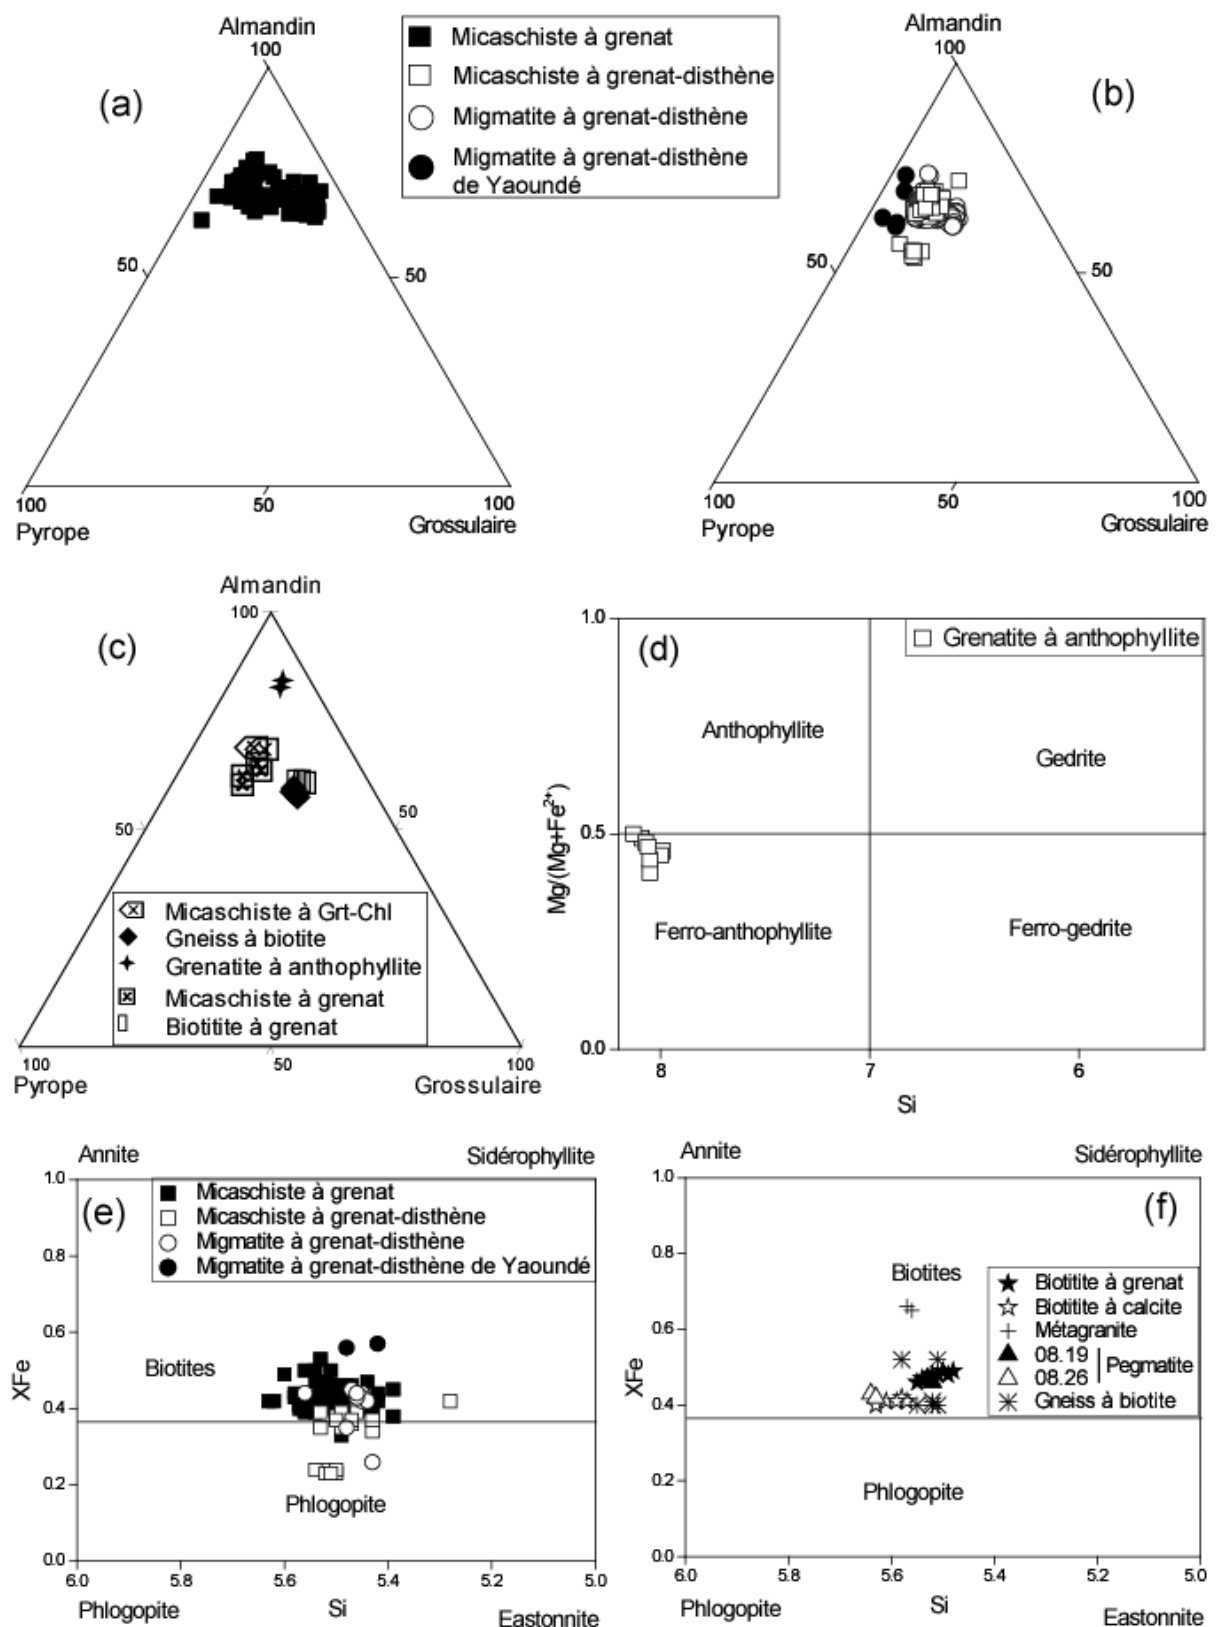 Almandin
100
(a)
50
50
100
50
100
Pyrope
Grossulaire
Micaschiste à grenat
Micaschiste à grenat-disthène
Migmatite à grenat-disthène
Migmatite à grenat-disthène
de Yaoundé
Almandin
100
(b)
50
50
100
50
100
Pyrope
Grossulaire
Almandin
100
(c)
50
50
Micaschiste à Grt-Chl
Gneiss à biotite
Grenatite à anthophyllite
Micaschiste à grenat
Biotitite à grenat
100
50
100
Pyrope
Grossulaire
1.0
(d)
Grenatite à anthophyllite
Anthophyllite
Gedrite
Mg/(Mg+Fe²⁺)
0.5
Ferro-anthophyllite
Ferro-gedrite
0.0
8
7
6
Si
Annite
Sidérophyllite
1.0
(e)
Micaschiste à grenat
Micaschiste à grenat-disthène
Migmatite à grenat-disthène
Migmatite à grenat-disthène de Yaoundé
0.8
0.6
Biotites
XFe
0.4
0.2
Phlogopite
0.0
6.0
5.8
5.6
5.4
5.2
5.0
Phlogopite
Si
Eastonnite
Annite
Sidérophyllite
1.0
(f)
0.8
Biotites
Biotitite à grenat
Biotitite à calcite
Métagranite
08.19
08.26
Pegmatite
Gneiss à biotite
0.6
XFe
0.4
0.2
Phlogopite
0.0
6.0
5.8
5.6
5.4
5.2
5.0
Phlogopite
Si
Eastonnite